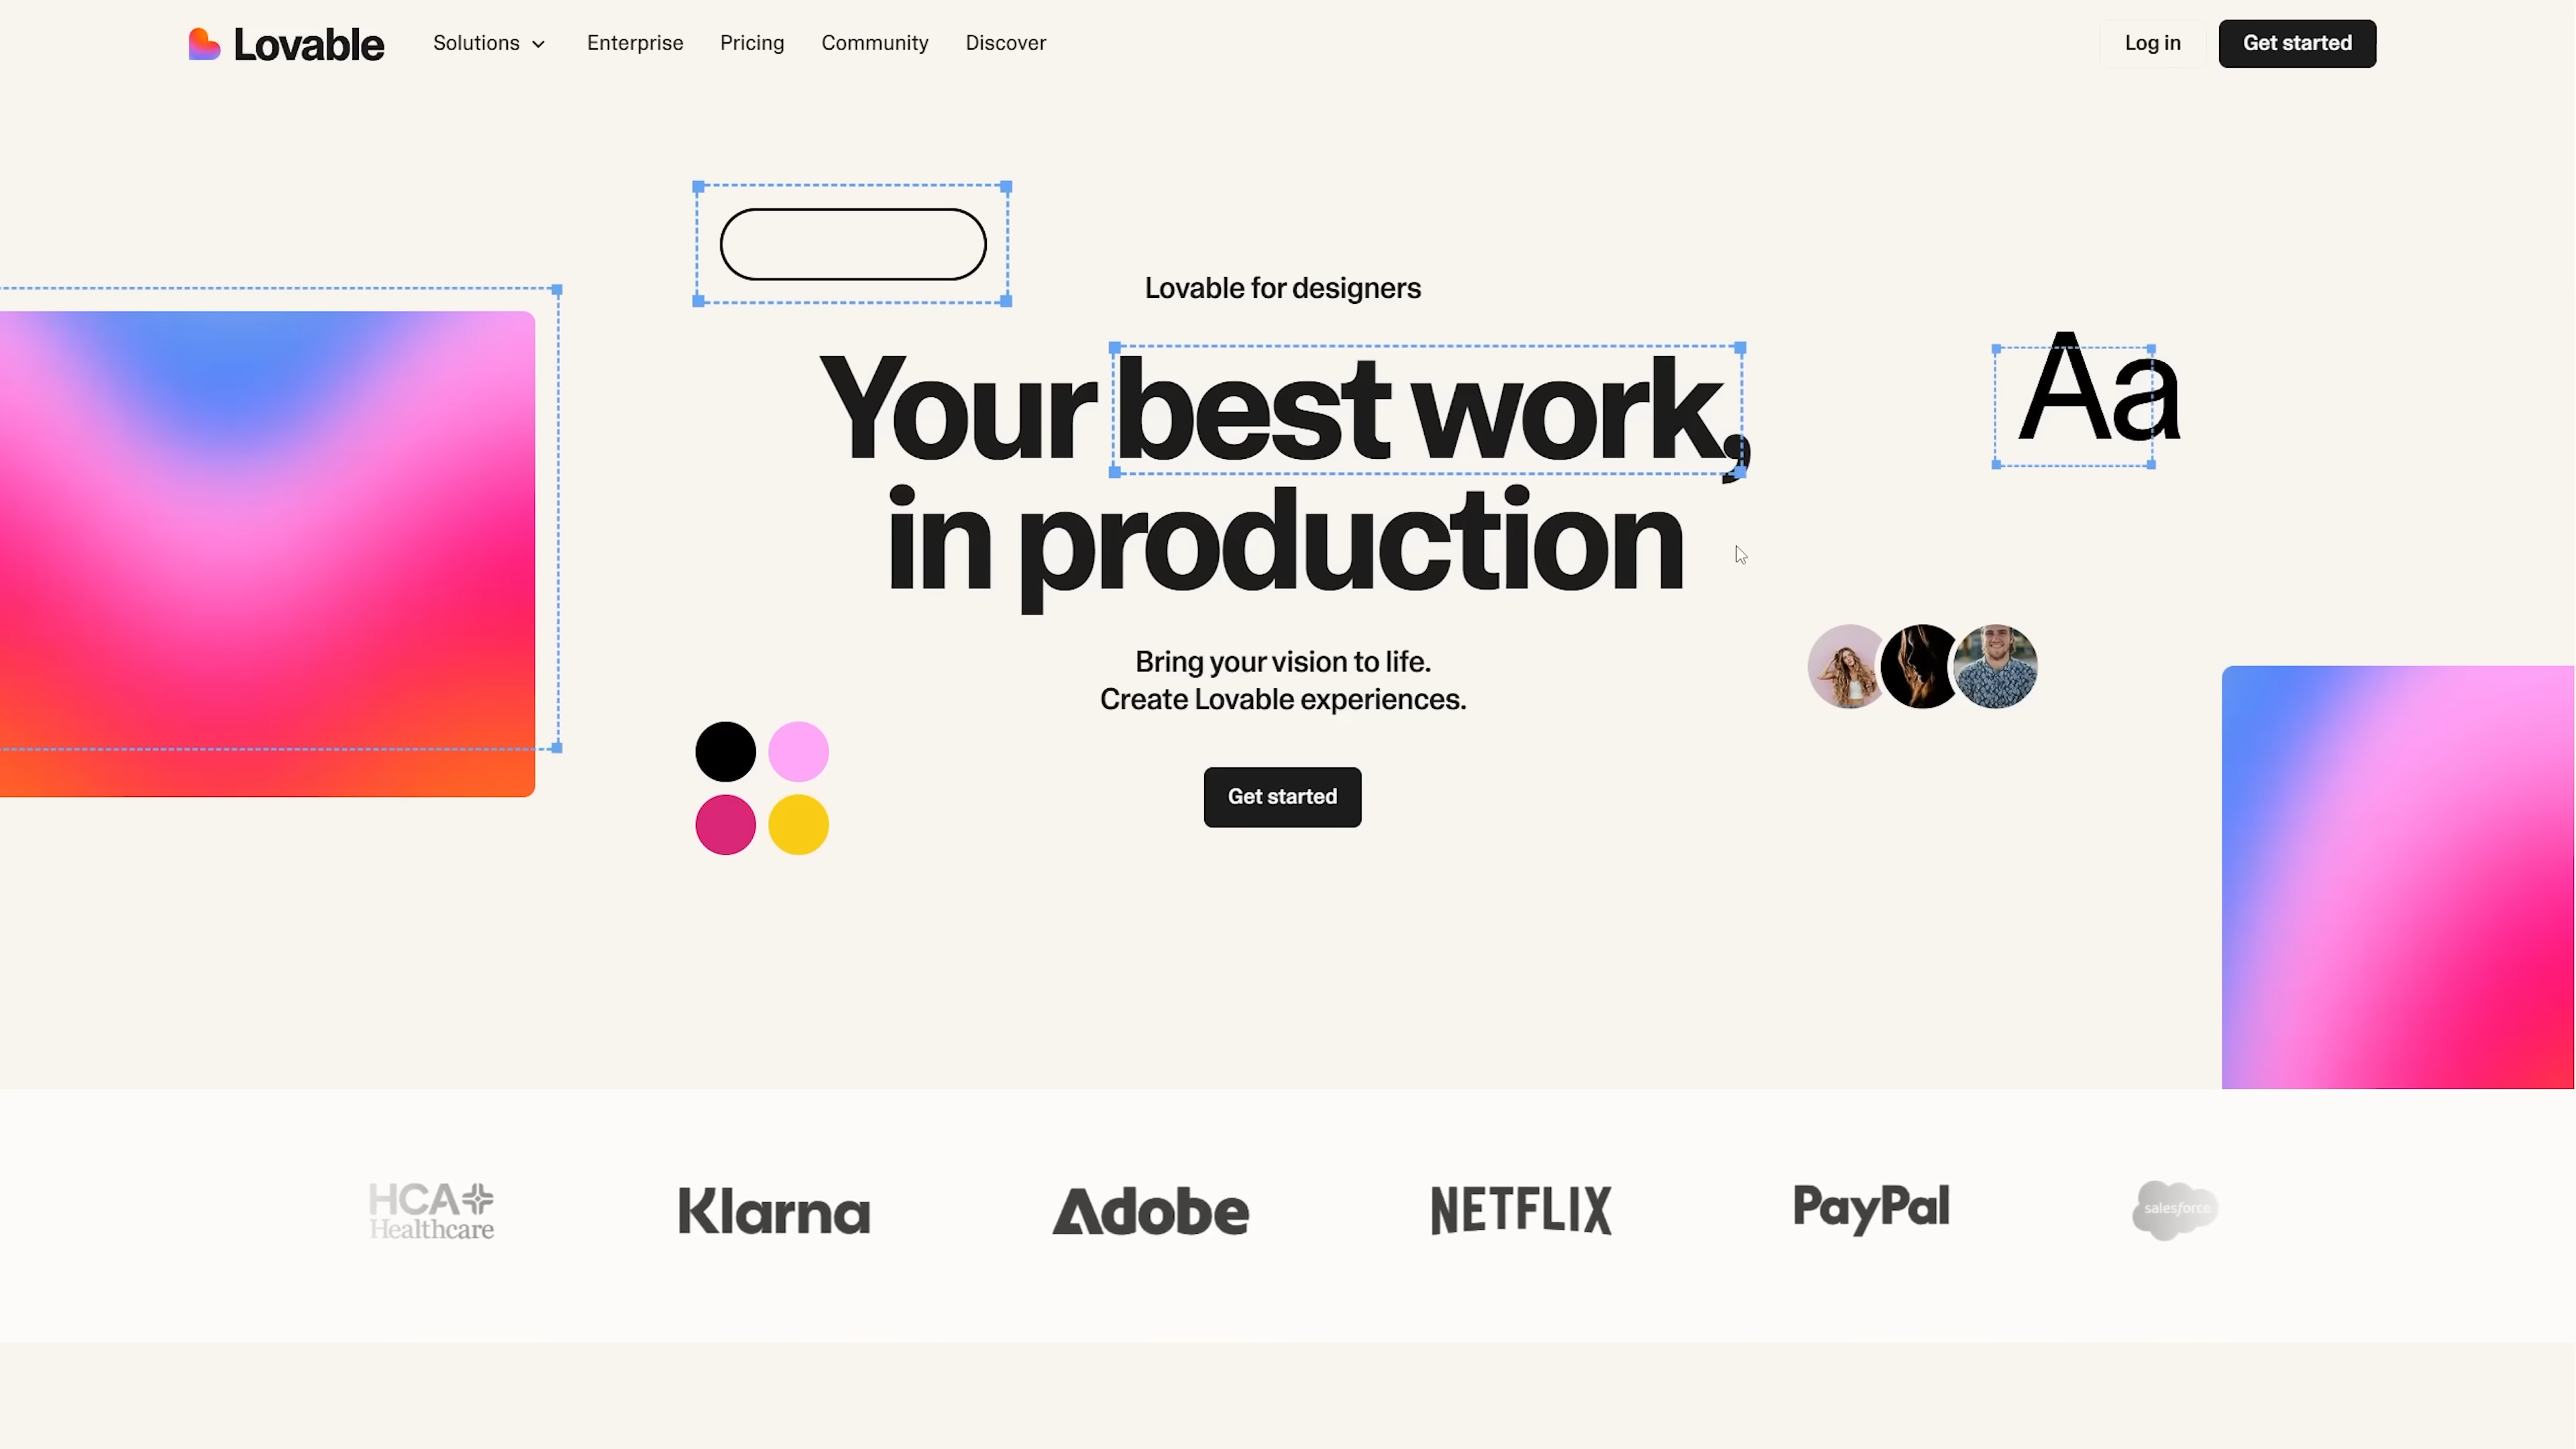 Lovable
Solutions
Enterprise
Pricing
Community
Discover
Log in
Get started
Lovable for designers
Your best work,
in production
Aa
Bring your vision to life.
Create Lovable experiences.
Get started
HCA
Healthcare
Klarna
Adobe
NETFLIX
PayPal
salesforce